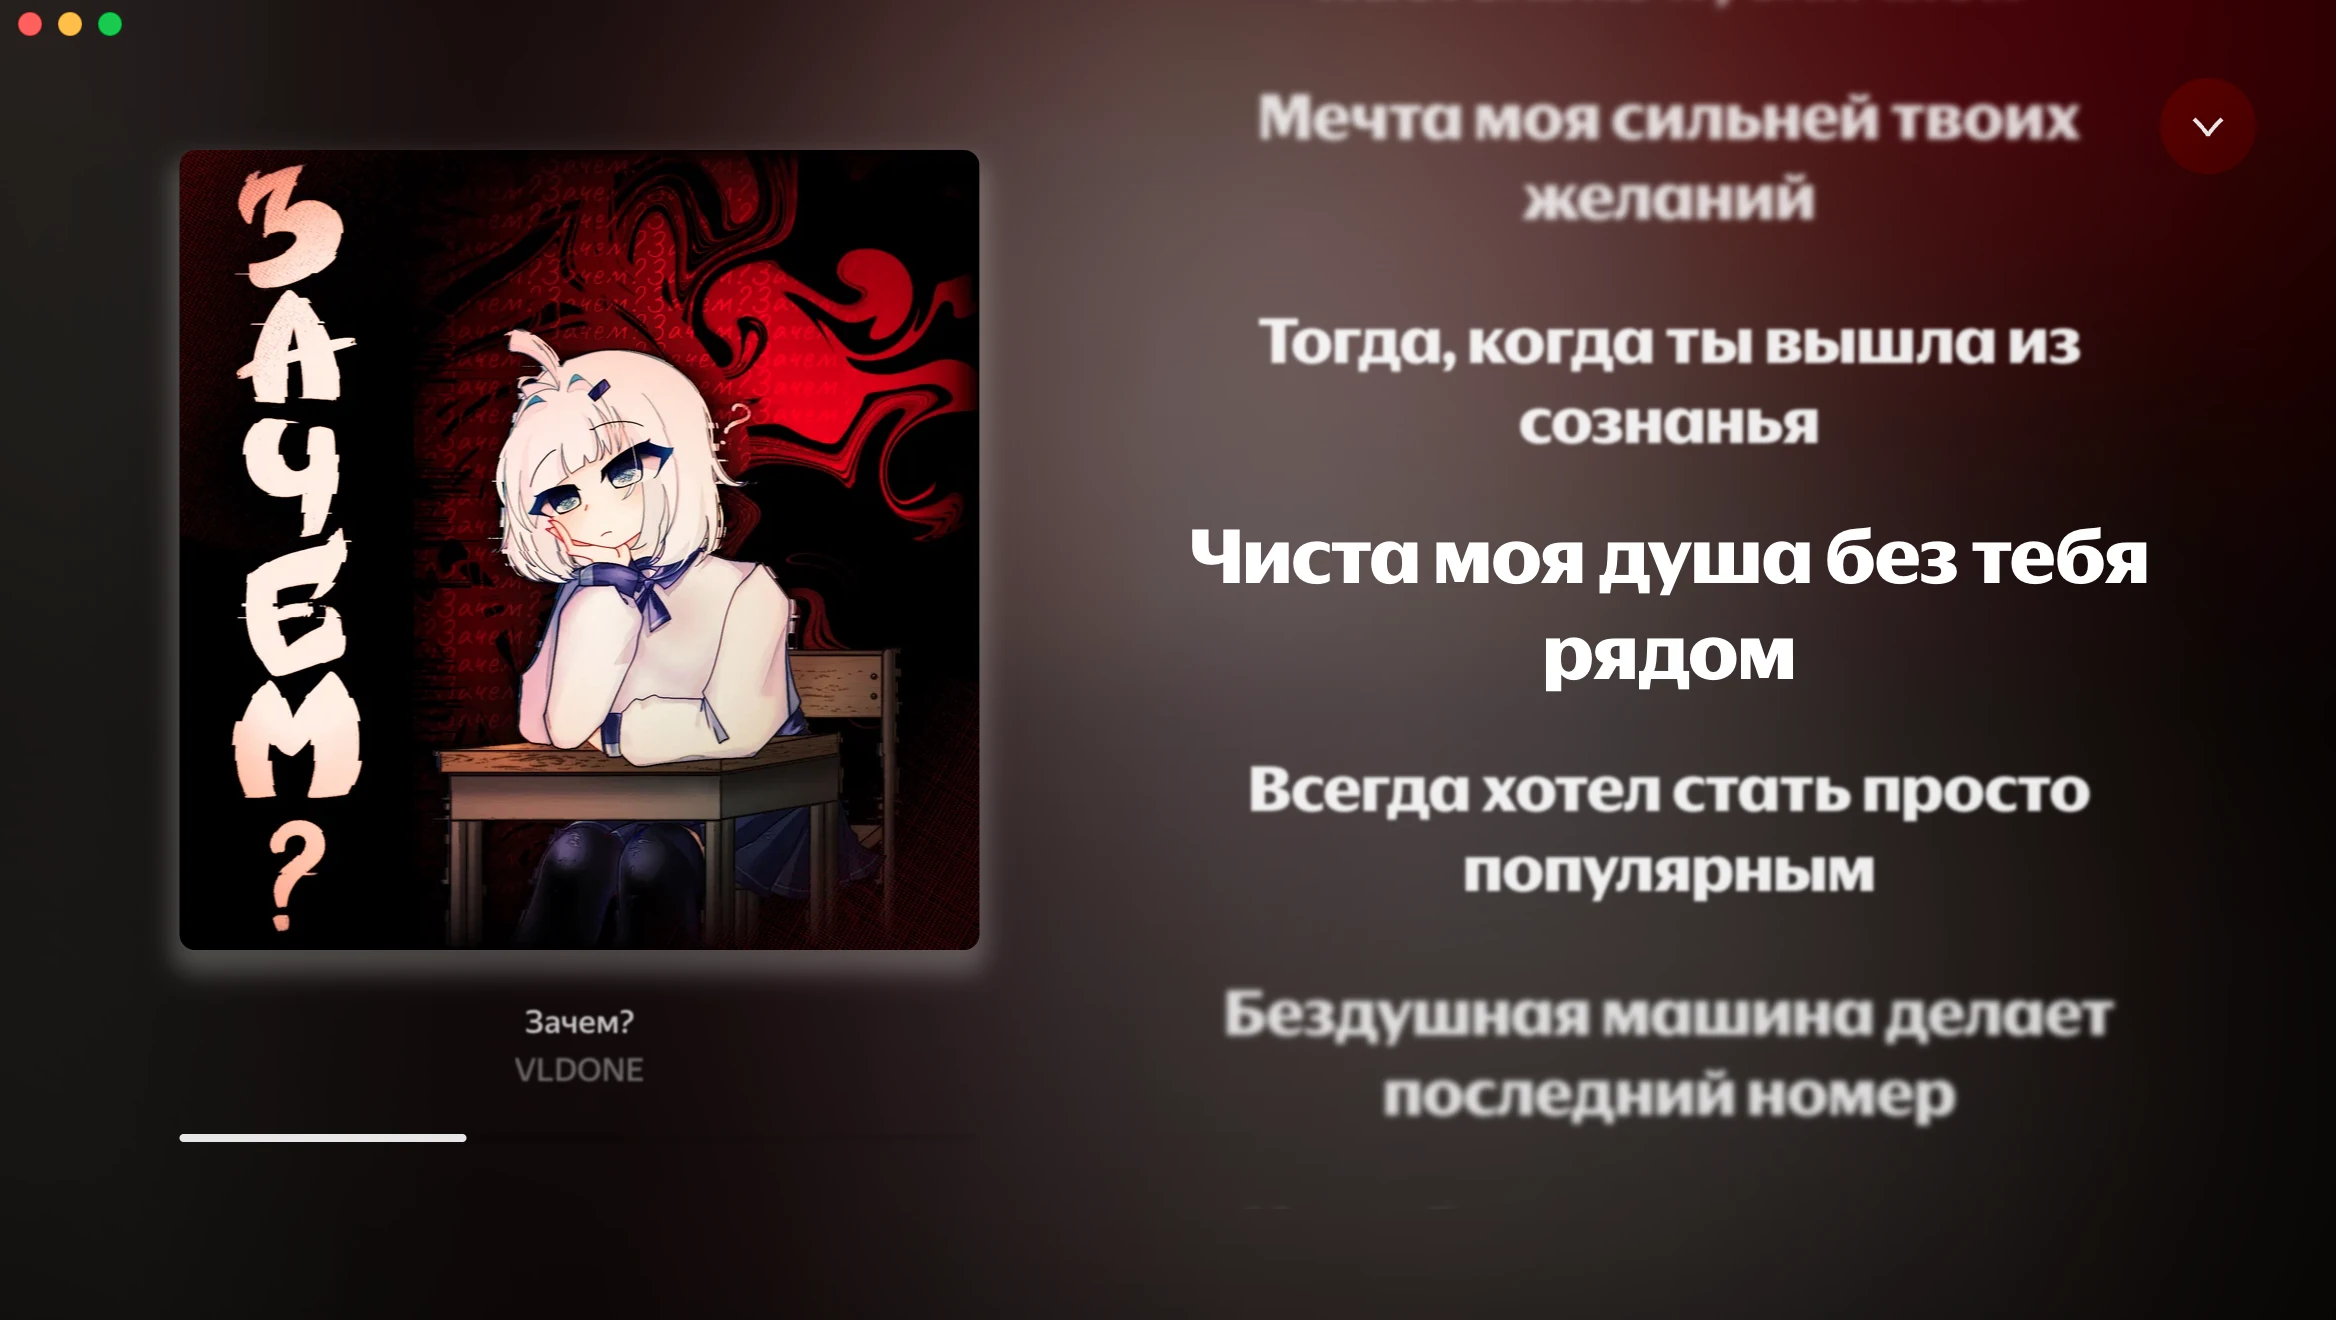 ЗАЧЕМ?
Зачем?
VLDONE
Мечта моя сильней твоих
желаний
Тогда, когда ты вышла из
сознанья
Чиста моя душа без тебя
рядом
Всегда хотел стать просто
популярным
Бездушная машина делает
последний номер